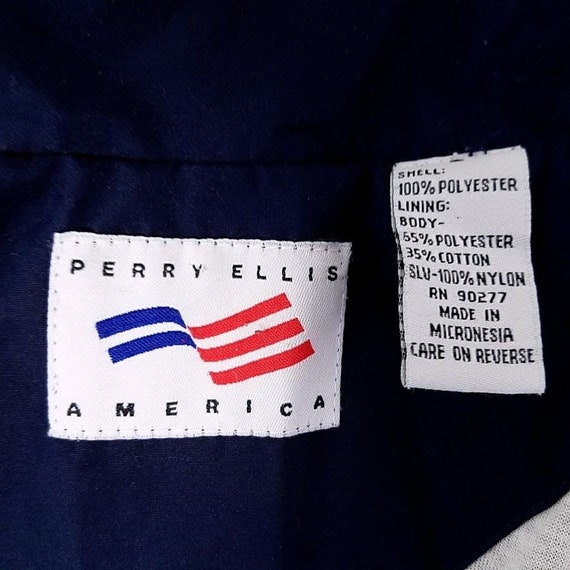 PERRY ELLIS
AMERICA
SHELL:
100% POLYESTER
LINING:
BODY-
65% POLYESTER
35% COTTON
SLV-100% NYLON
RN 90277
MADE IN
MICRONESIA
CARE ON REVERSE